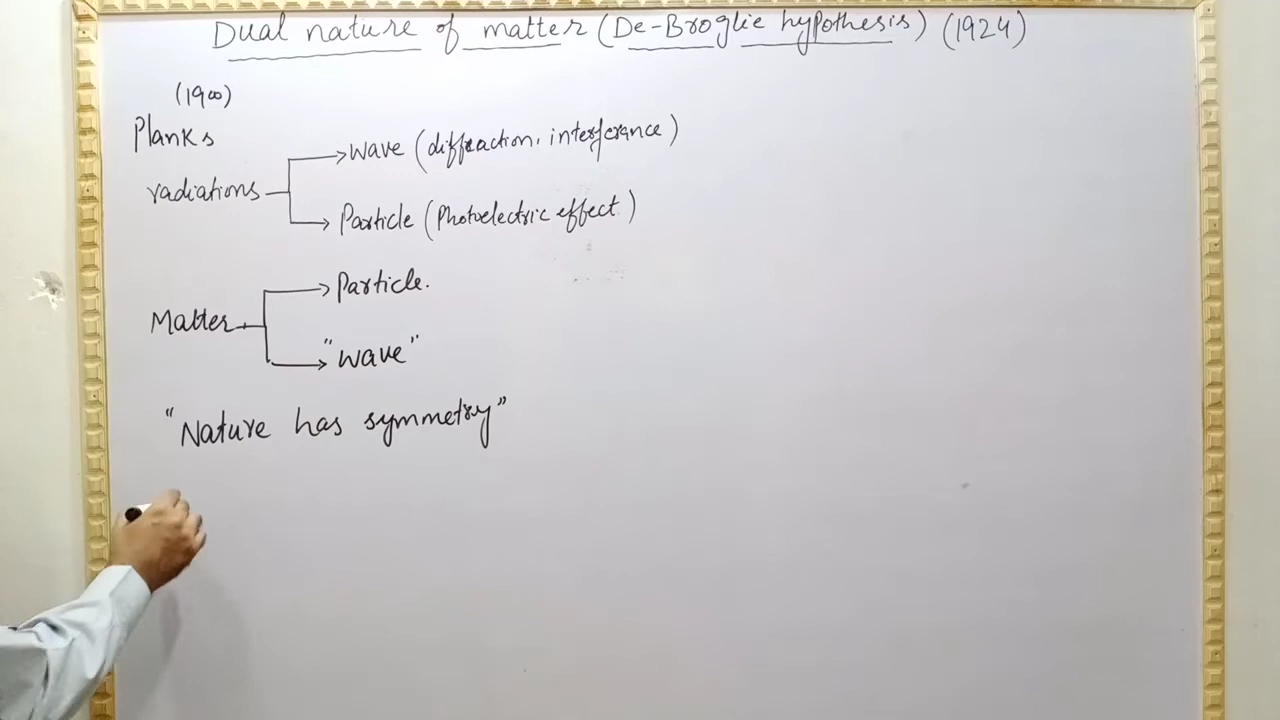 Dual nature of matter (De-Broglie hypothesis) (1924)
(1900)
Planks
radiations
wave (diffraction, interferance)
Particle (Photoelectric effect)
Matter
Particle.
"wave"
"Nature has symmetry"